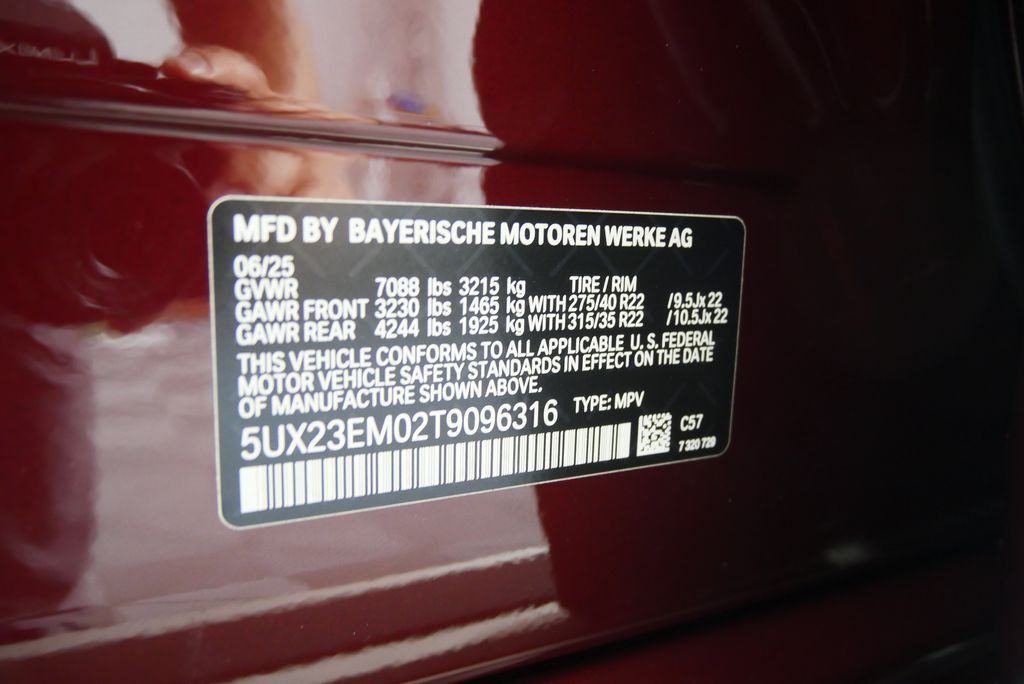 MFD BY BAYERISCHE MOTOREN WERKE AG
06/25
GVWR 7088 lbs 3215 kg TIRE / RIM
GAWR FRONT 3230 lbs 1465 kg WITH 275/40 R22 /9.5Jx 22
GAWR REAR 4244 lbs 1925 kg WITH 315/35 R22 /10.5Jx 22
THIS VEHICLE CONFORMS TO ALL APPLICABLE U. S. FEDERAL
MOTOR VEHICLE SAFETY STANDARDS IN EFFECT ON THE DATE
OF MANUFACTURE SHOWN ABOVE.
5UX23EM02T9096316 TYPE: MPV
C57
7 320 729